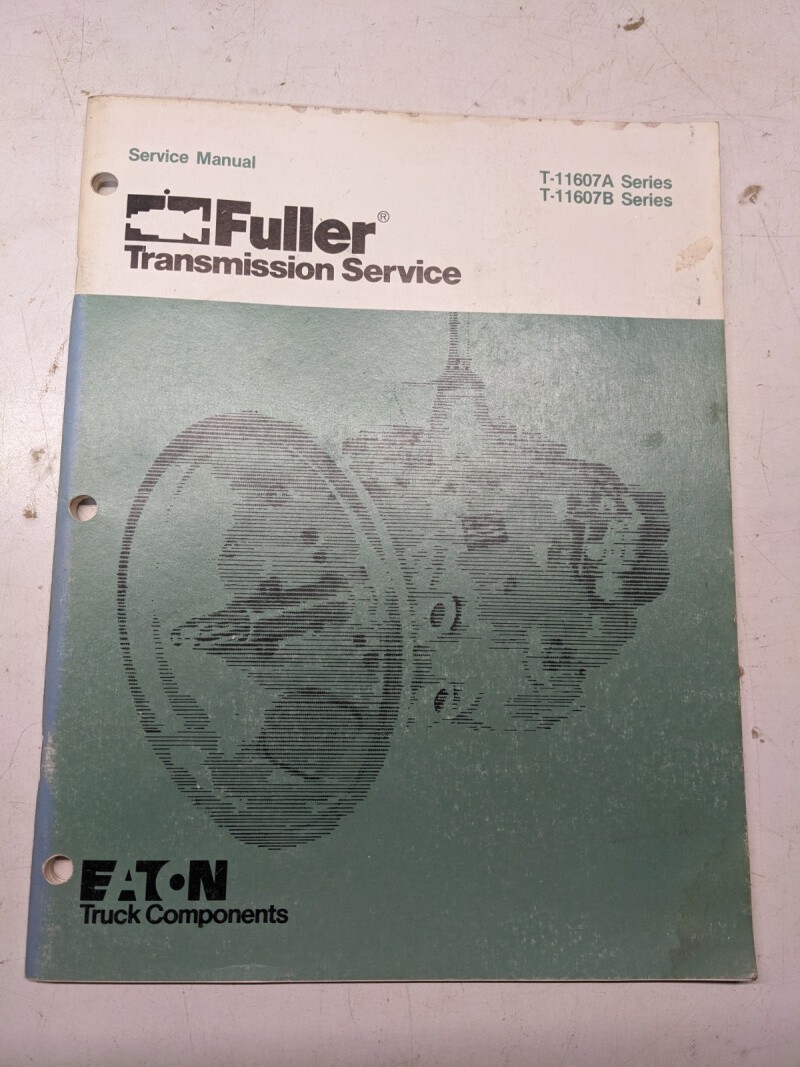 Service Manual
T-11607A Series
T-11607B Series
Fuller®
Transmission Service
EATON
Truck Components